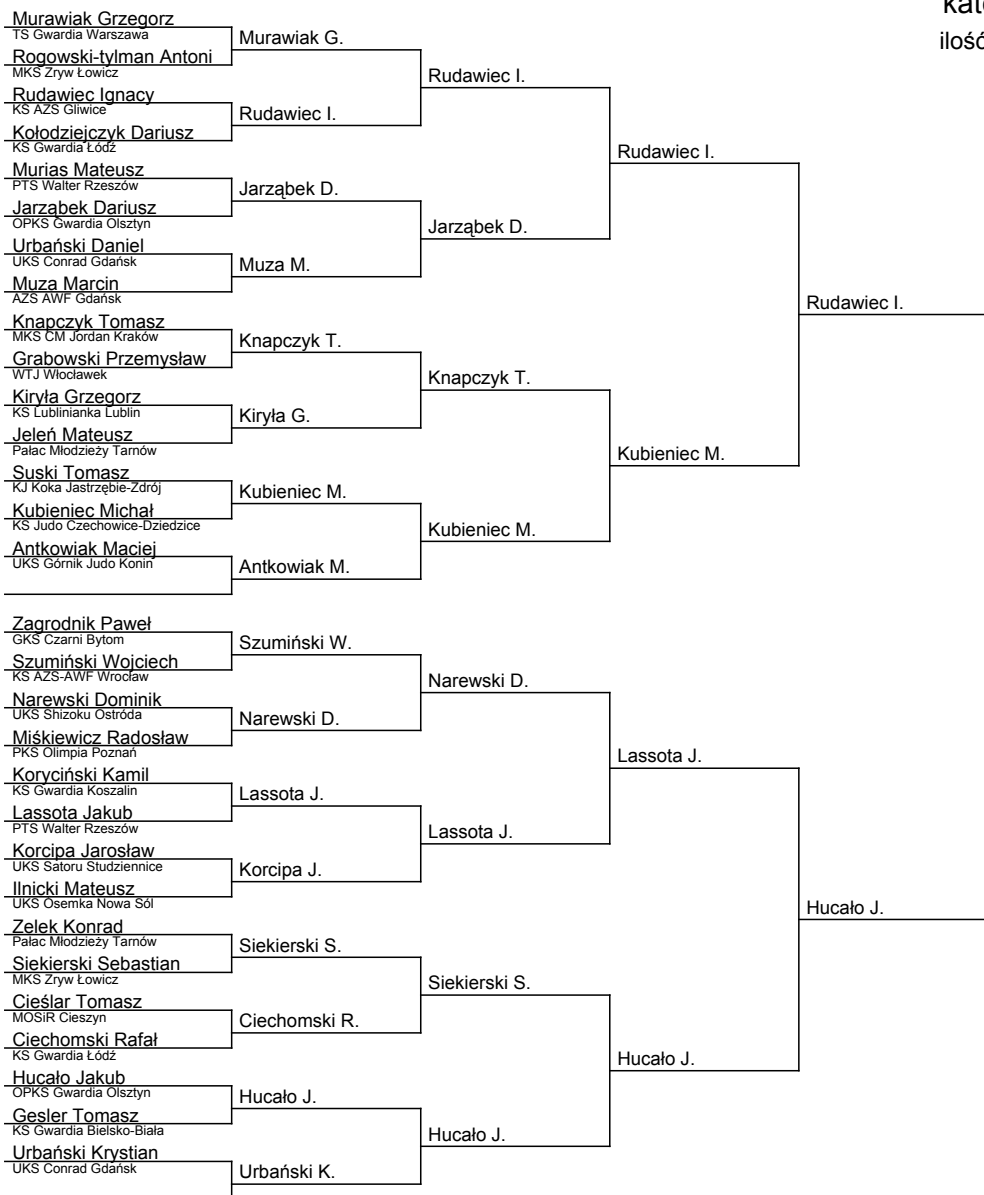 kat
ilość
Murawiak Grzegorz
TS Gwardia Warszawa
Rogowski-tylman Antoni
MKS Zryw Łowicz
Rudawiec Ignacy
KS AZS Gliwice
Kołodziejczyk Dariusz
KS Gwardia Łódź
Murias Mateusz
PTS Walter Rzeszów
Jarząbek Dariusz
OPKS Gwardia Olsztyn
Urbański Daniel
UKS Conrad Gdańsk
Muza Marcin
AZS AWF Gdańsk
Knapczyk Tomasz
MKS CM Jordan Kraków
Grabowski Przemysław
WTJ Włocławek
Kiryła Grzegorz
KS Lublinianka Lublin
Jeleń Mateusz
Pałac Młodzieży Tarnów
Suski Tomasz
KJ Koka Jastrzębie-Zdrój
Kubieniec Michał
KS Judo Czechowice-Dziedzice
Antkowiak Maciej
UKS Górnik Judo Konin
Zagrodnik Paweł
GKS Czarni Bytom
Szumiński Wojciech
KS AZS-AWF Wrocław
Narewski Dominik
UKS Shizoku Ostróda
Miśkiewicz Radosław
PKS Olimpia Poznań
Koryciński Kamil
KS Gwardia Koszalin
Lassota Jakub
PTS Walter Rzeszów
Korcipa Jarosław
UKS Satoru Studziennice
Ilnicki Mateusz
UKS Ósemka Nowa Sól
Zelek Konrad
Pałac Młodzieży Tarnów
Siekierski Sebastian
MKS Zryw Łowicz
Cieślar Tomasz
MOSiR Cieszyn
Ciechomski Rafał
KS Gwardia Łódź
Hucało Jakub
OPKS Gwardia Olsztyn
Gesler Tomasz
KS Gwardia Bielsko-Biała
Urbański Krystian
UKS Conrad Gdańsk
Murawiak G.
Rudawiec I.
Jarząbek D.
Muza M.
Knapczyk T.
Kiryła G.
Kubieniec M.
Antkowiak M.
Szumiński W.
Narewski D.
Lassota J.
Korcipa J.
Siekierski S.
Ciechomski R.
Hucało J.
Urbański K.
Rudawiec I.
Jarząbek D.
Knapczyk T.
Kubieniec M.
Narewski D.
Lassota J.
Siekierski S.
Hucało J.
Rudawiec I.
Kubieniec M.
Lassota J.
Hucało J.
Rudawiec I.
Hucało J.